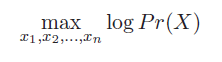 max log Pr(X)
x₁,x₂,...,xₙ